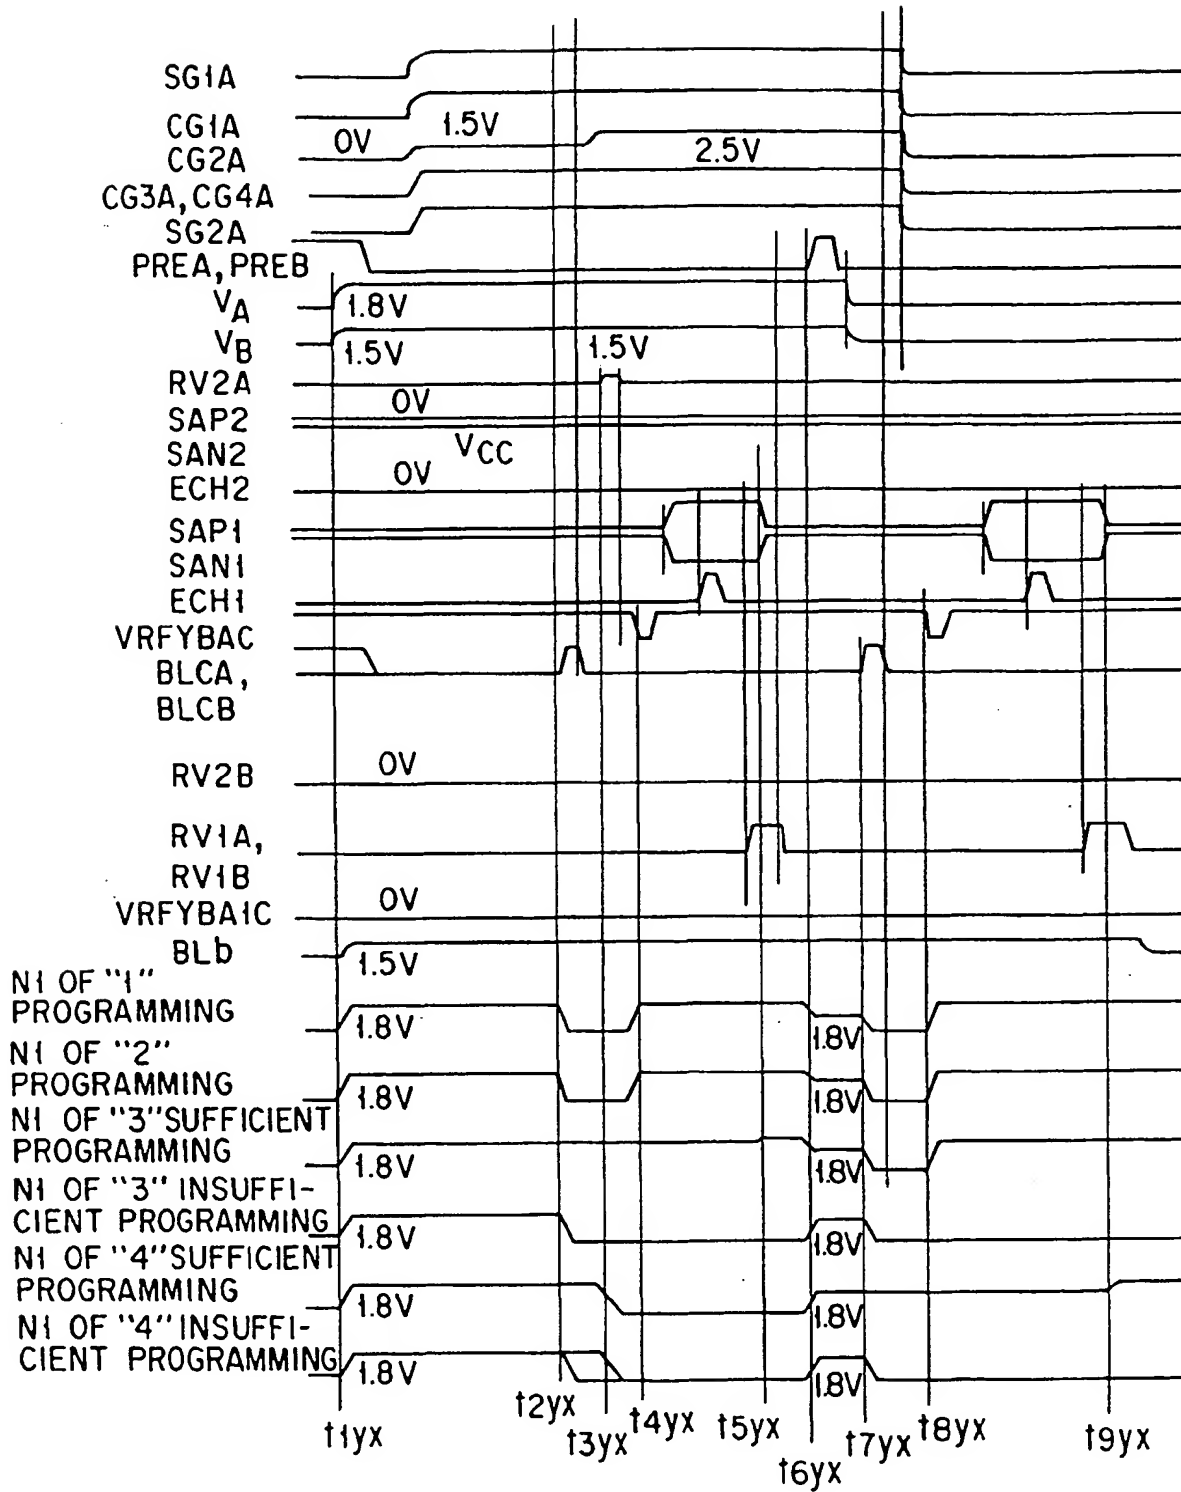 SG1A
CG1A
0V
1.5V
CG2A
2.5V
CG3A, CG4A
SG2A
PREA, PREB
VA
1.8V
VB
1.5V
1.5V
RV2A
0V
SAP2
SAN2
VCC
0V
ECH2
SAP1
SAN1
ECH1
VRFYBAC
BLCA,
BLCB
0V
RV2B
RV1A,
RV1B
0V
VRFYBA1C
BLb
1.5V
N1 OF "1"
PROGRAMMING
1.8V
1.8V
N1 OF "2"
PROGRAMMING
1.8V
1.8V
N1 OF "3" SUFFICIENT
PROGRAMMING
1.8V
1.8V
N1 OF "3" INSUFFI-
CIENT PROGRAMMING
1.8V
1.8V
N1 OF "4" SUFFICIENT
PROGRAMMING
1.8V
1.8V
N1 OF "4" INSUFFI-
CIENT PROGRAMMING
1.8V
1.8V
t1yx
t2yx
t3yx
t4yx
t5yx
t6yx
t7yx
t8yx
t9yx